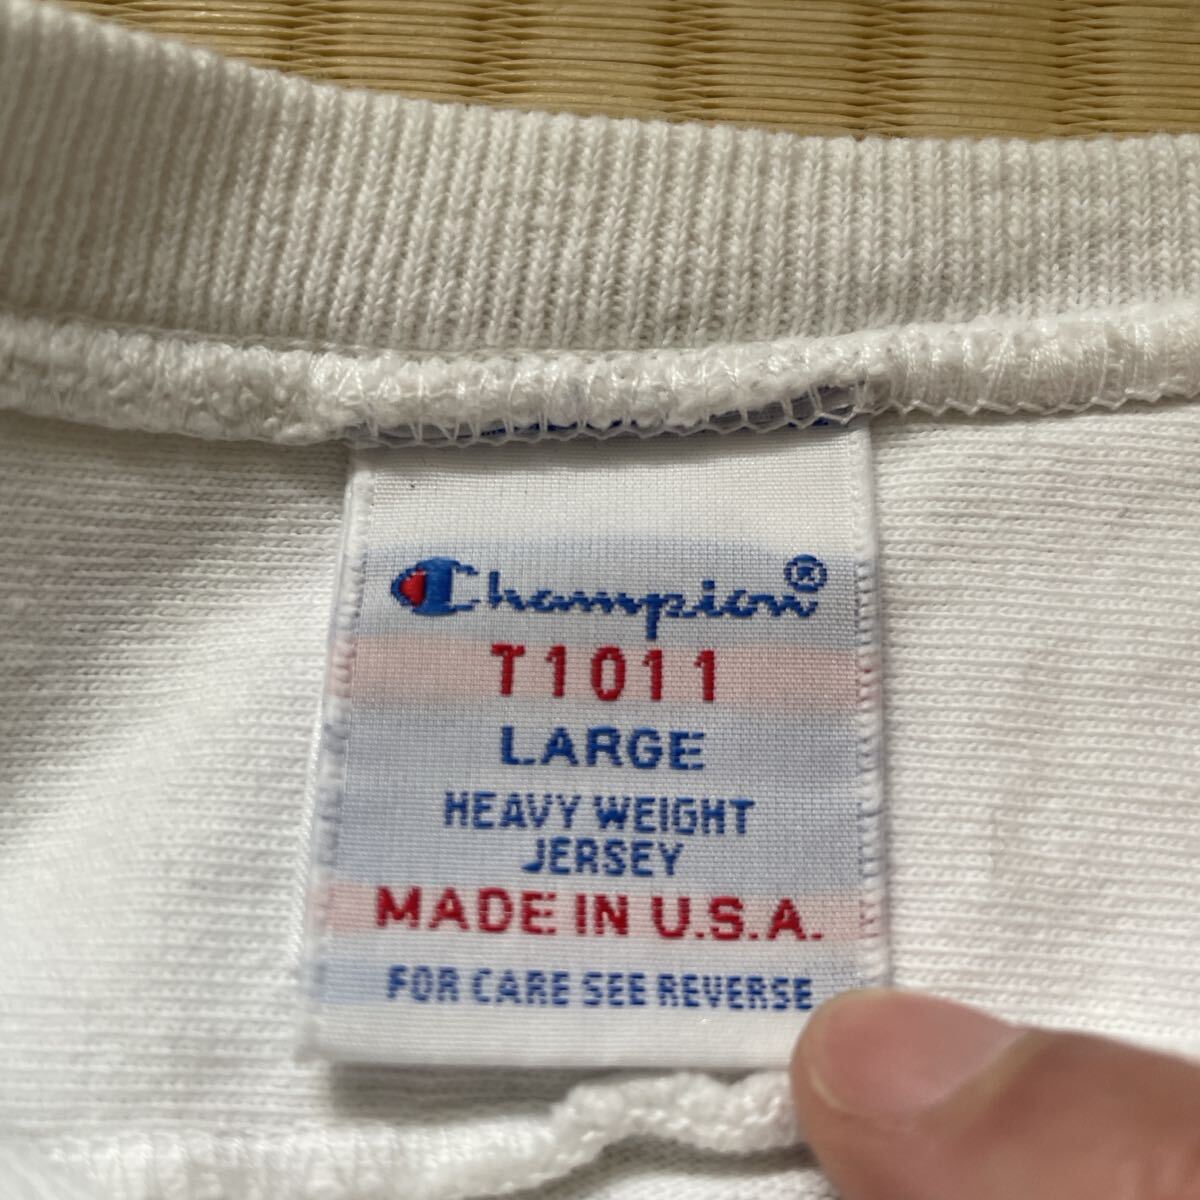 Champion®
T1011
LARGE
HEAVY WEIGHT
JERSEY
MADE IN U.S.A.
FOR CARE SEE REVERSE